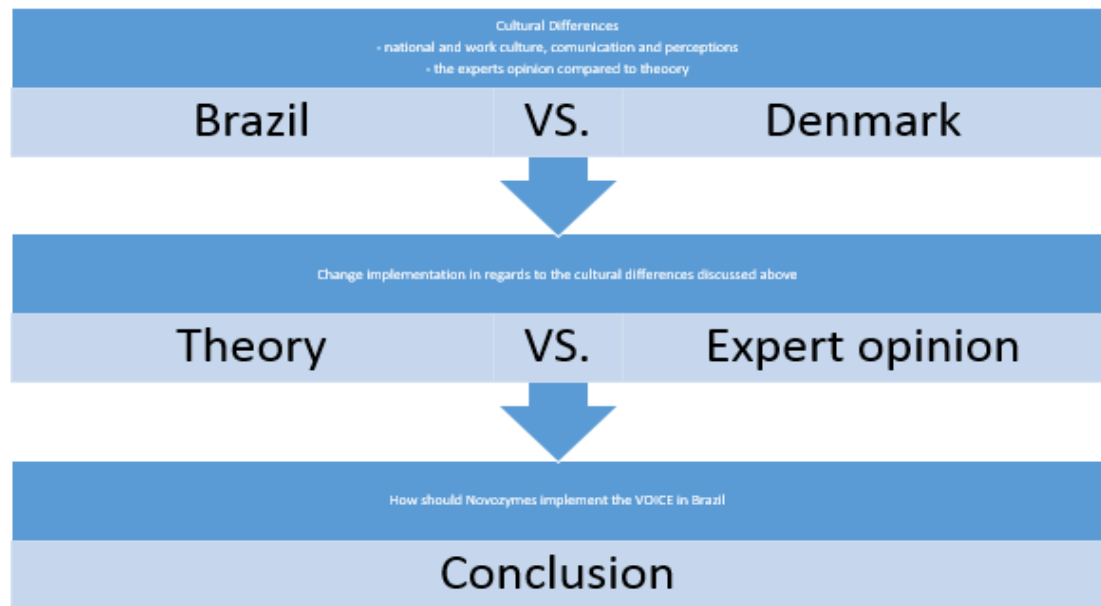 Cultural Differences
- national and work culture, comunication and perceptions
- the experts opinion compared to theoory
Brazil VS. Denmark
Change implementation in regards to the cultural differences discussed above
Theory VS. Expert opinion
How should Novozymes implement the VOICE in Brazil
Conclusion